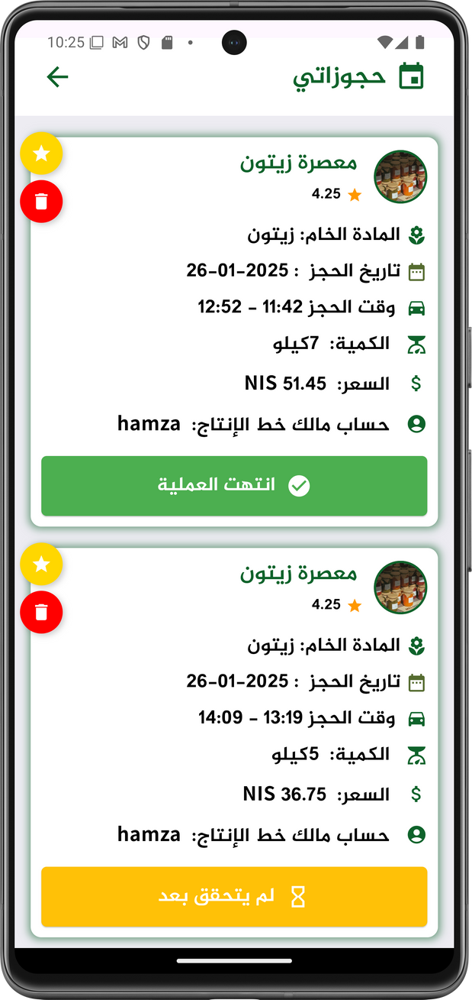 10:25
حجوزاتي
معصرة زيتون
4.25
المادة الخام: زيتون
تاريخ الحجز : 2025-01-26
وقت الحجز 11:42 - 12:52
الكمية: 7كيلو
السعر: 51.45 NIS
حساب مالك خط الإنتاج: hamza
انتهت العملية
معصرة زيتون
4.25
المادة الخام: زيتون
تاريخ الحجز : 2025-01-26
وقت الحجز 13:19 - 14:09
الكمية: 5كيلو
السعر: 36.75 NIS
حساب مالك خط الإنتاج: hamza
لم يتحقق بعد